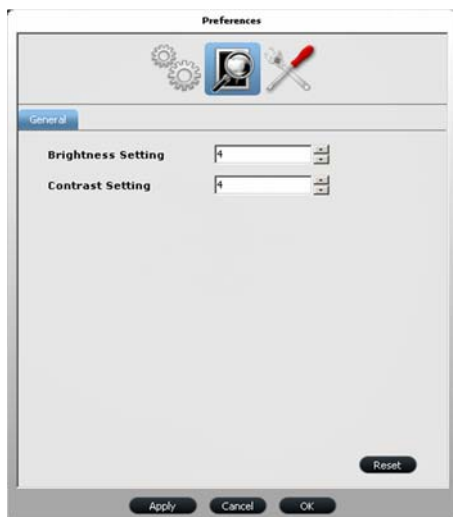 Preferences
General
Brightness Setting 4
Contrast Setting 4
Reset
Apply Cancel OK